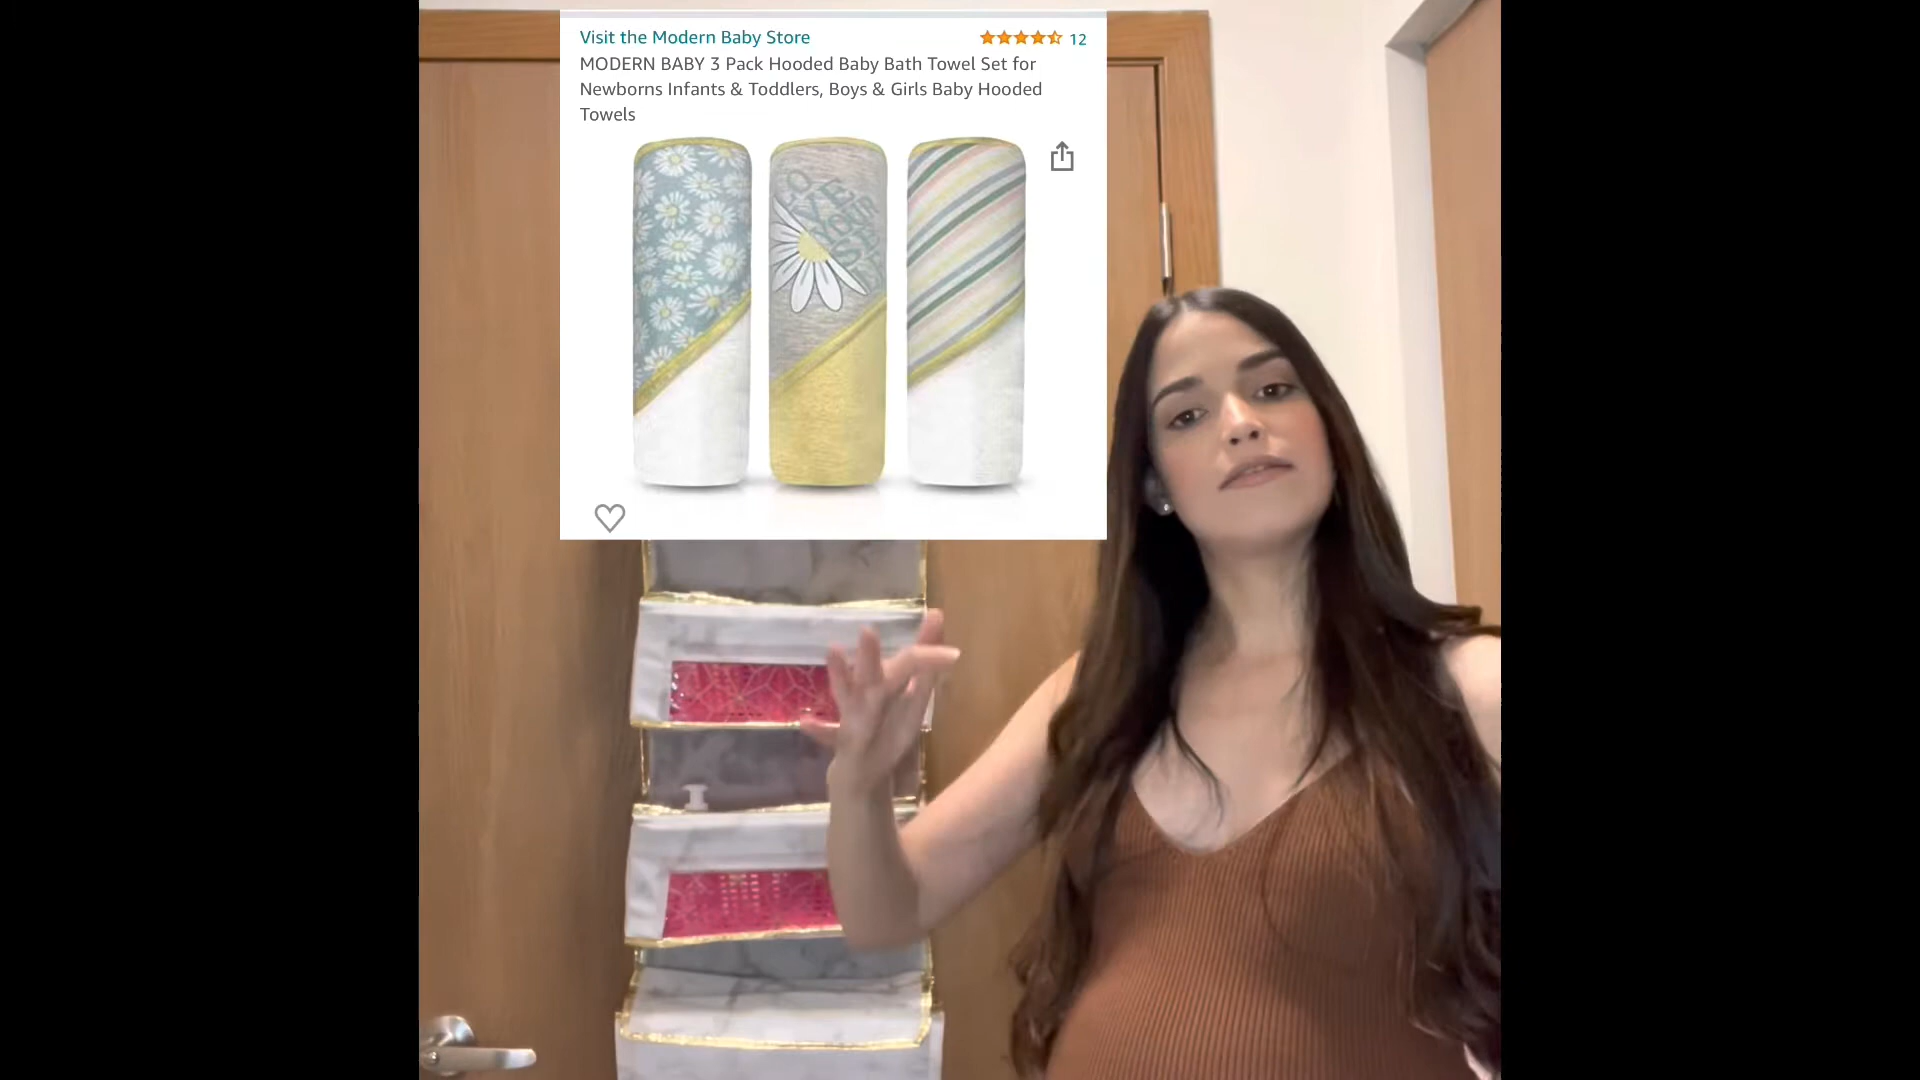 Visit the Modern Baby Store
12
MODERN BABY 3 Pack Hooded Baby Bath Towel Set for
Newborns Infants & Toddlers, Boys & Girls Baby Hooded
Towels